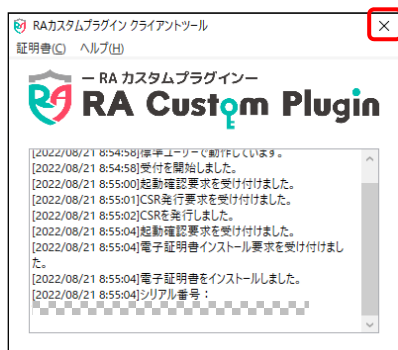 RAカスタムプラグイン クライアントツール
証明書(C) ヘルプ(H)
ー RA カスタムプラグインー
RA Custom Plugin
[2022/08/21 8:54:58]標準ユーザーで動作しています。
[2022/08/21 8:54:58]受付を開始しました。
[2022/08/21 8:55:00]起動確認要求を受け付けました。
[2022/08/21 8:55:01]CSR発行要求を受け付けました。
[2022/08/21 8:55:02]CSRを発行しました。
[2022/08/21 8:55:04]起動確認要求を受け付けました。
[2022/08/21 8:55:04]電子証明書インストール要求を受け付けまし
た。
[2022/08/21 8:55:04]電子証明書をインストールしました。
[2022/08/21 8:55:04]シリアル番号：